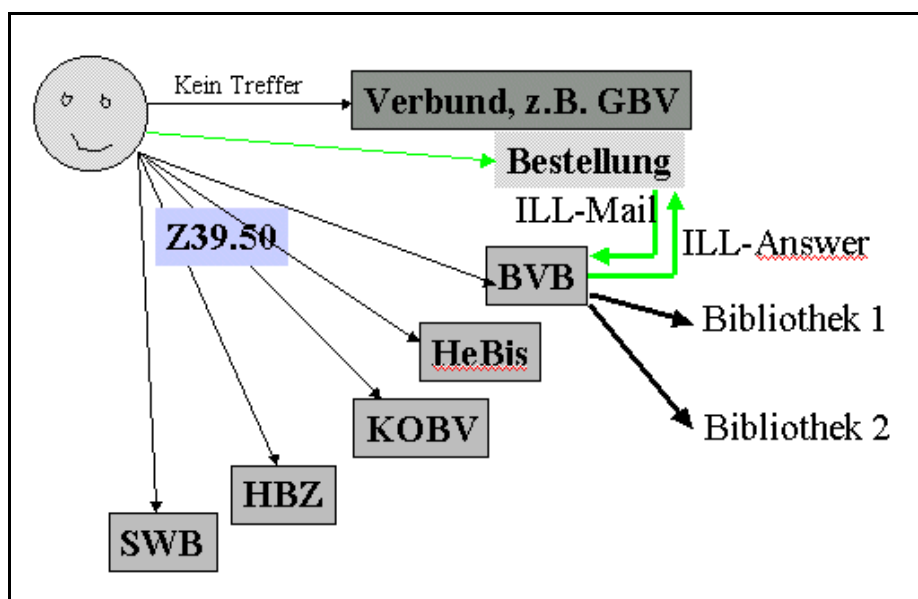 Kein Treffer
Verbund, z.B. GBV
Bestellung
ILL-Mail
ILL-Answer
Z39.50
BVB
Bibliothek 1
HeBis
KOBV
Bibliothek 2
HBZ
SWB